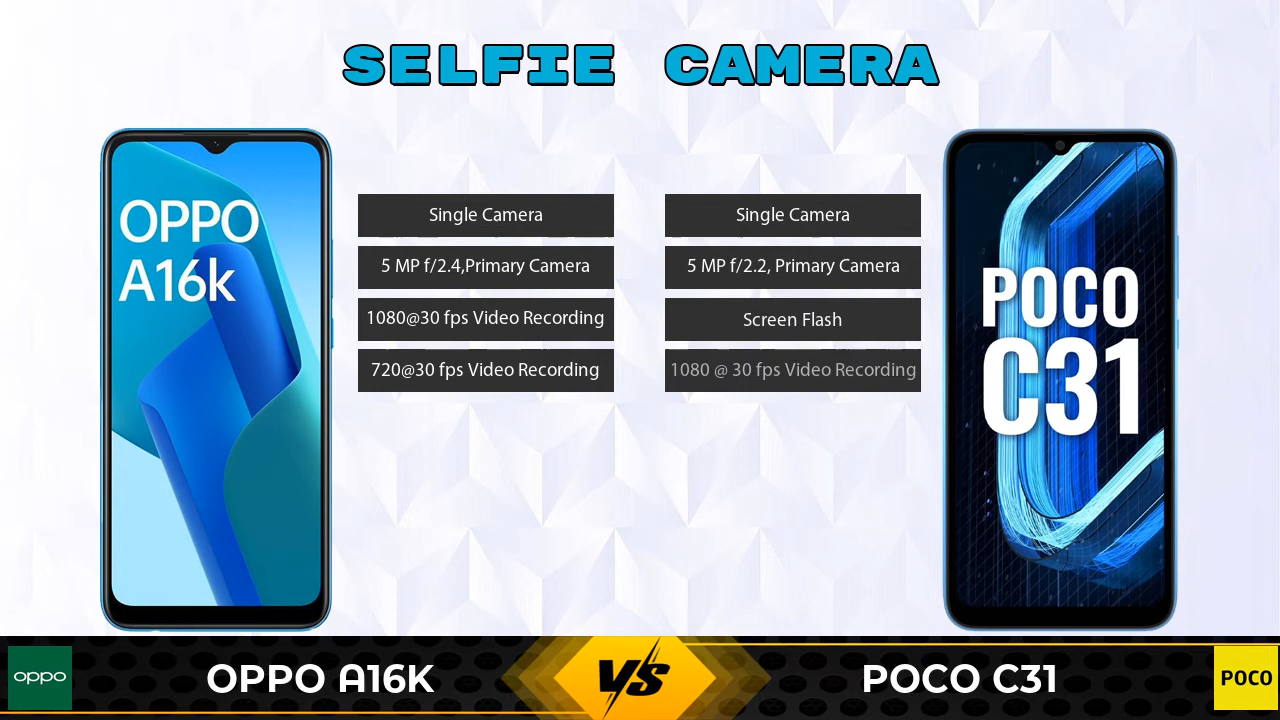 SELFIE CAMERA
OPPO
A16k
Single Camera
5 MP f/2.4,Primary Camera
1080@30 fps Video Recording
720@30 fps Video Recording
Single Camera
5 MP f/2.2, Primary Camera
Screen Flash
1080 @ 30 fps Video Recording
POCO
C31
oppo
OPPO A16K
VS
POCO C31
POCO